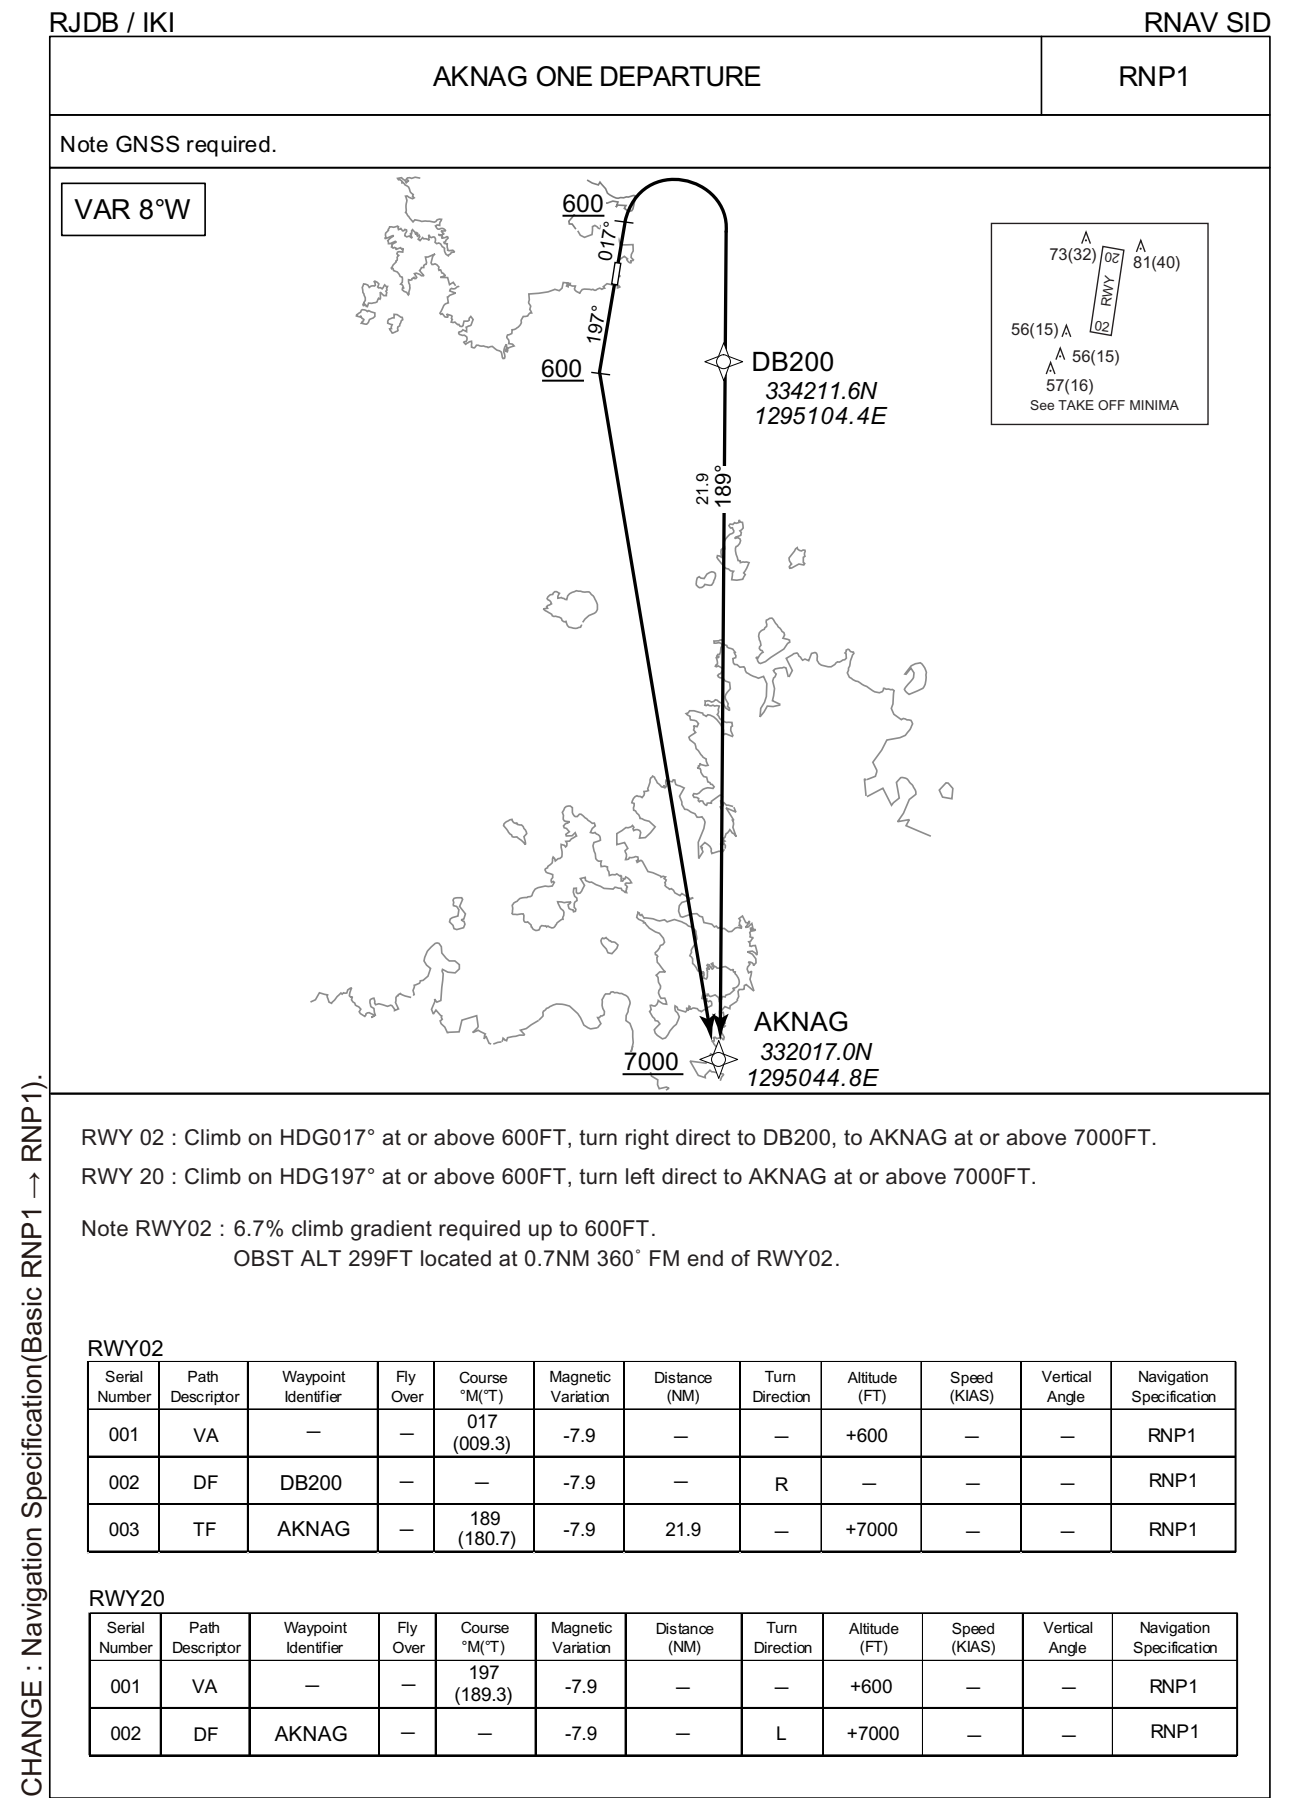 RJDB / IKI RNAV SID
AKNAG ONE DEPARTURE RNP1
Note GNSS required.
VAR 8°W
600
017°
197°
600
DB200
334211.6N
1295104.4E
21.9
189°
73(32) 81(40)
20
RWY
02
56(15)
56(15)
57(16)
See TAKE OFF MINIMA
AKNAG
7000 332017.0N
1295044.8E
RWY 02 : Climb on HDG017° at or above 600FT, turn right direct to DB200, to AKNAG at or above 7000FT.
RWY 20 : Climb on HDG197° at or above 600FT, turn left direct to AKNAG at or above 7000FT.
Note RWY02 : 6.7% climb gradient required up to 600FT.
OBST ALT 299FT located at 0.7NM 360˚ FM end of RWY02.
RWY02
Serial Path Waypoint Fly Course Magnetic Distance Turn Altitude Speed Vertical Navigation
Number Descriptor Identifier Over °M(°T) Variation (NM) Direction (FT) (KIAS) Angle Specification
001 VA — — 017 (009.3) -7.9 — — +600 — — RNP1
002 DF DB200 — — -7.9 — R — — — RNP1
003 TF AKNAG — 189 (180.7) -7.9 21.9 — +7000 — — RNP1
RWY20
Serial Path Waypoint Fly Course Magnetic Distance Turn Altitude Speed Vertical Navigation
Number Descriptor Identifier Over °M(°T) Variation (NM) Direction (FT) (KIAS) Angle Specification
001 VA — — 197 (189.3) -7.9 — — +600 — — RNP1
002 DF AKNAG — — -7.9 — L +7000 — — RNP1
CHANGE : Navigation Specification(Basic RNP1 → RNP1).